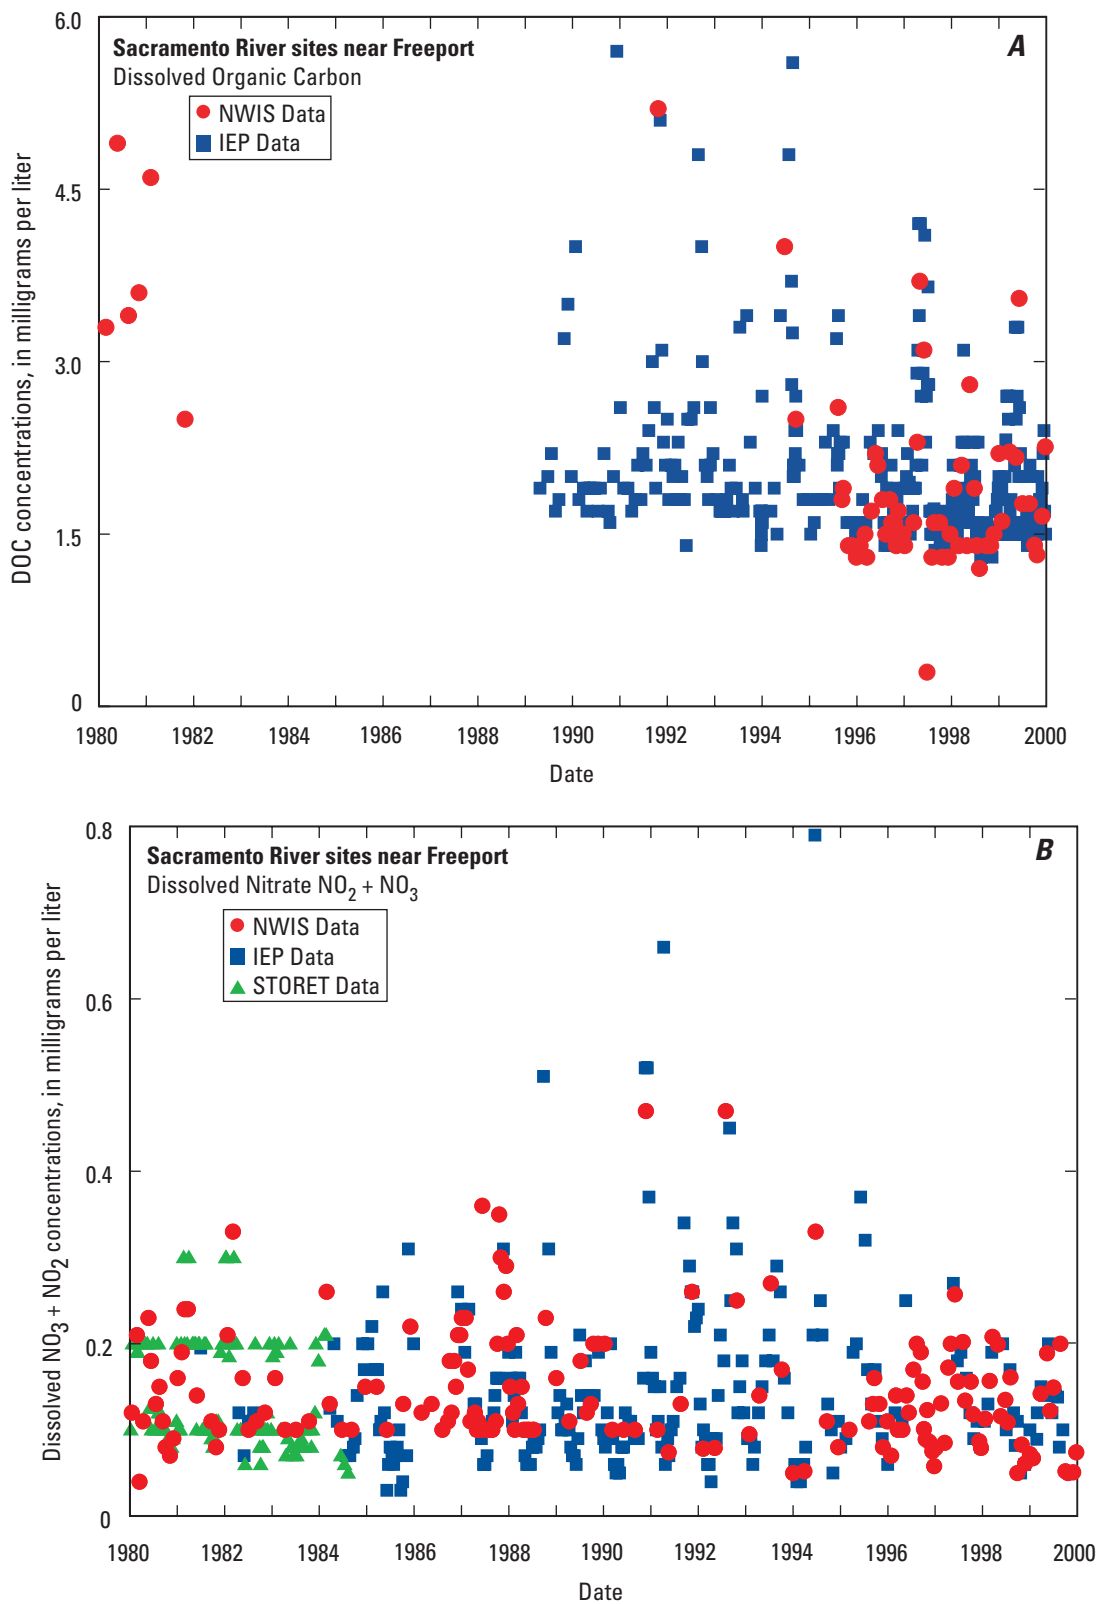 A
Sacramento River sites near Freeport
Dissolved Organic Carbon
NWIS Data
IEP Data
DOC concentrations, in milligrams per liter
6.0
4.5
3.0
1.5
0
1980 1982 1984 1986 1988 1990 1992 1994 1996 1998 2000
Date
B
Sacramento River sites near Freeport
Dissolved Nitrate NO2 + NO3
NWIS Data
IEP Data
STORET Data
Dissolved NO3 + NO2 concentrations, in milligrams per liter
0.8
0.6
0.4
0.2
0
1980 1982 1984 1986 1988 1990 1992 1994 1996 1998 2000
Date